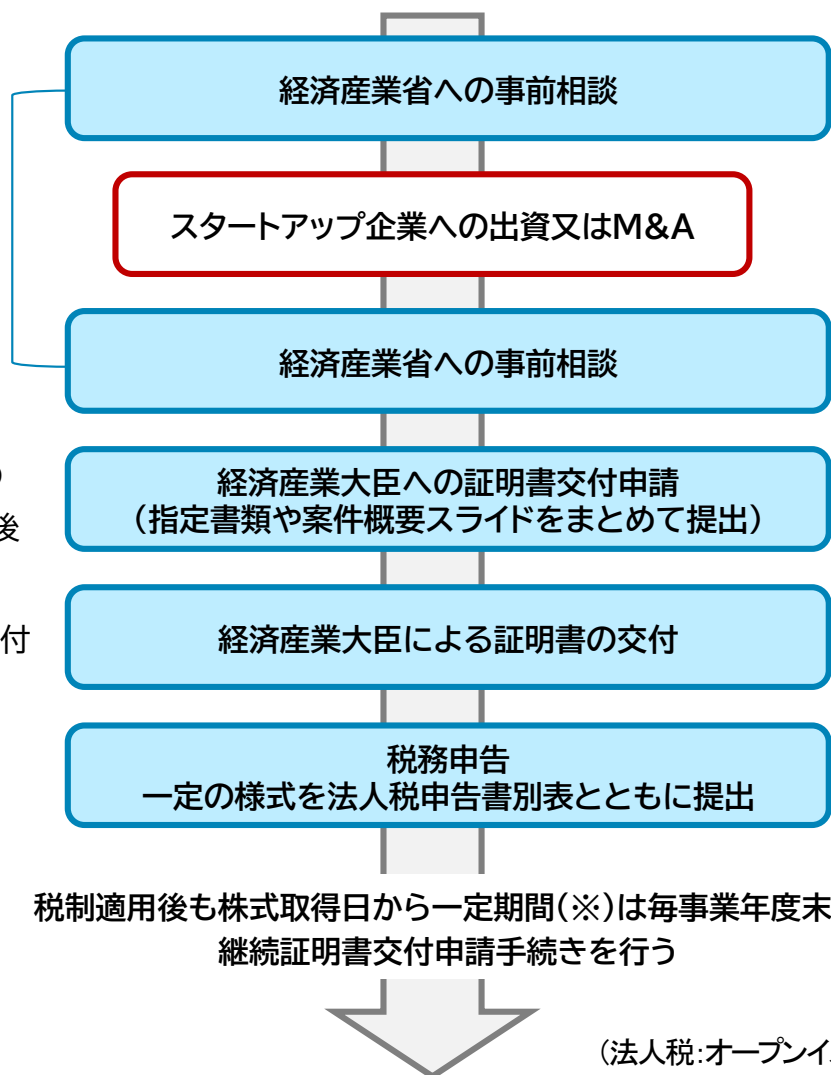 経済産業省への事前相談
スタートアップ企業への出資又はM&A
経済産業省への事前相談
経済産業大臣への証明書交付申請
（指定書類や案件概要スライドをまとめて提出）
後
経済産業大臣による証明書の交付
付
税務申告
一定の様式を法人税申告書別表とともに提出
税制適用後も株式取得日から一定期間(※)は毎事業年度末
継続証明書交付申請手続きを行う
（法人税:オープンイ